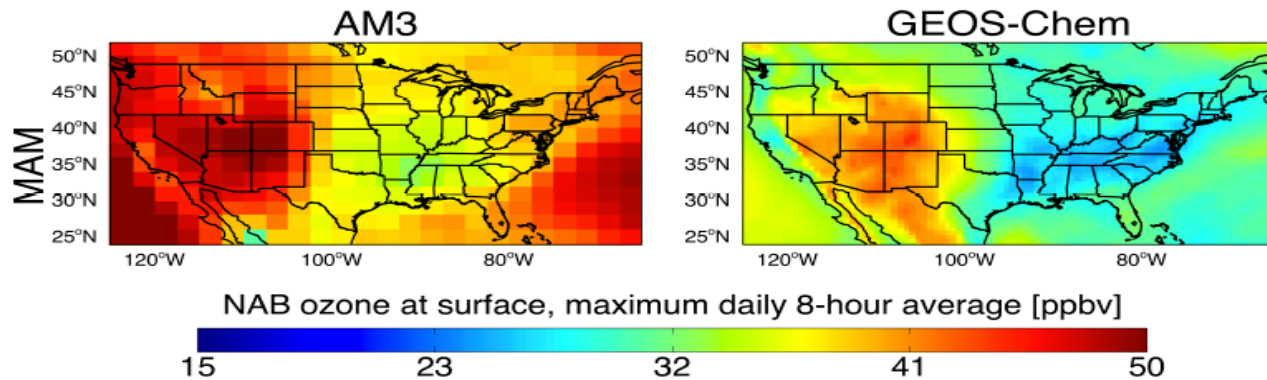 AM3
GEOS-Chem
MAM
50°N
45°N
40°N
35°N
30°N
25°N
120°W
100°W
80°W
50°N
45°N
40°N
35°N
30°N
25°N
120°W
100°W
80°W
NAB ozone at surface, maximum daily 8-hour average [ppbv]
15
23
32
41
50